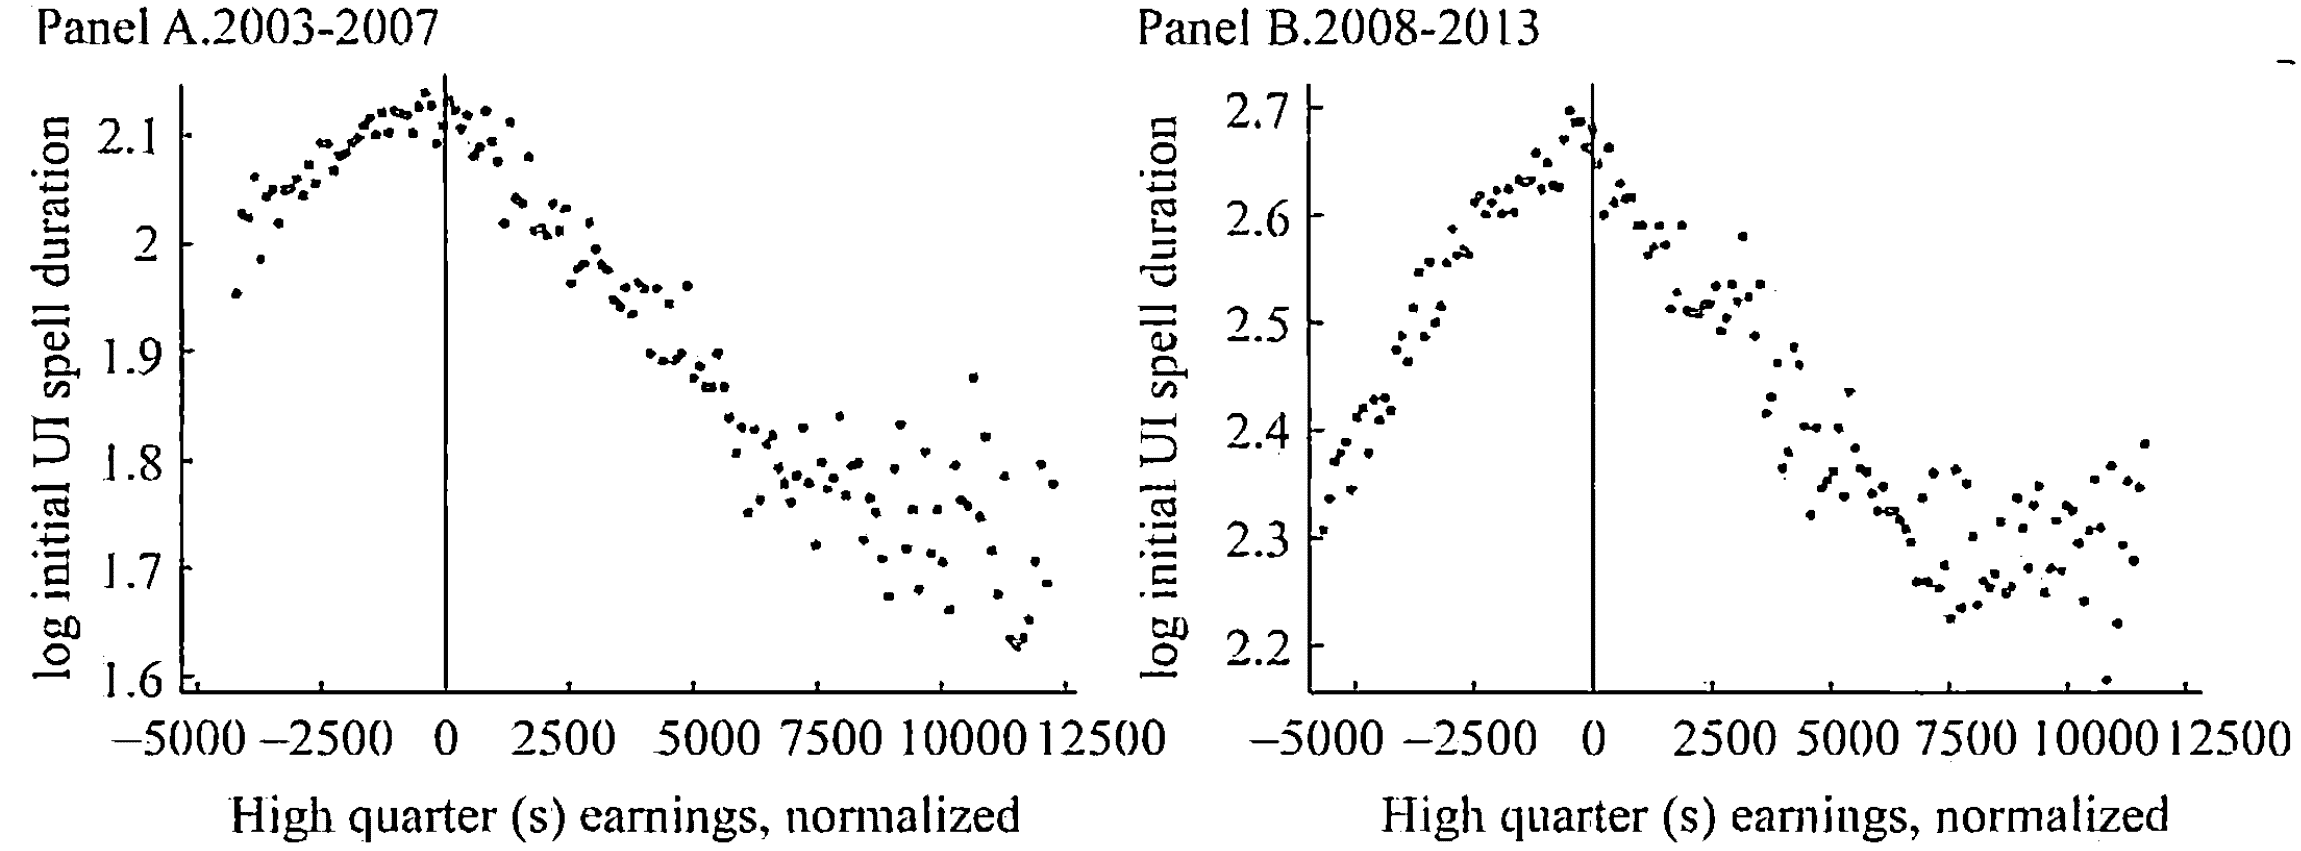 Panel A.2003-2007
log initial UI spell duration
2.1
2
1.9
1.8
1.7
1.6
–5000 –2500 0 2500 5000 7500 10000 12500
High quarter (s) earnings, normalized
Panel B.2008-2013
log initial UI spell duration
2.7
2.6
2.5
2.4
2.3
2.2
–5000 –2500 0 2500 5000 7500 10000 12500
High quarter (s) earnings, normalized